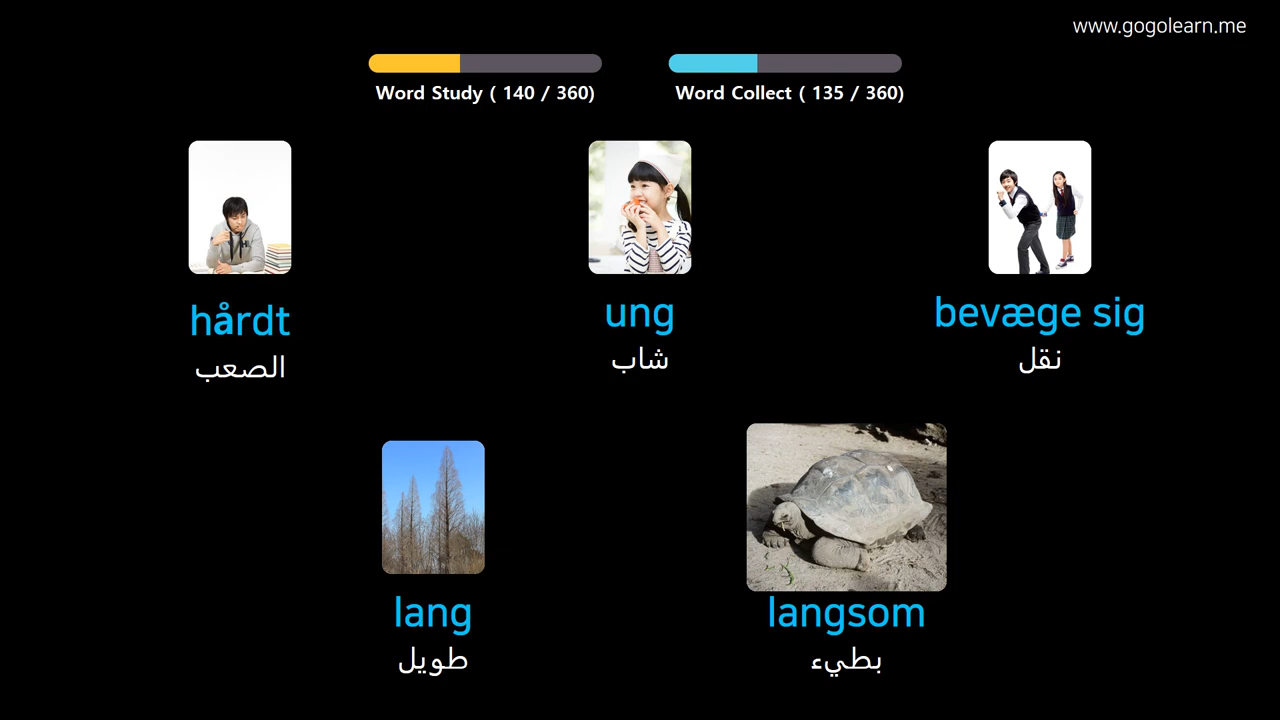 www.gogolearn.me
Word Study ( 140 / 360)
Word Collect ( 135 / 360)
hårdt
الصعب
ung
شاب
bevæge sig
نقل
lang
طويل
langsom
بطيء